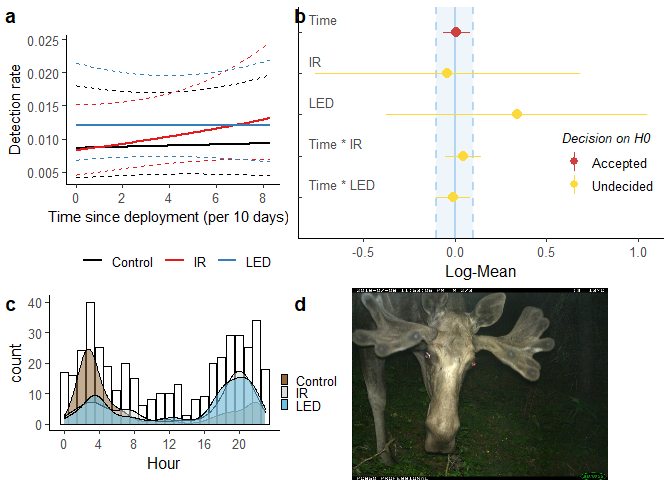 a
0.025
0.020
0.015
0.010
0.005
Detection rate
0 2 4 6 8
Time since deployment (per 10 days)
Control IR LED
b
Time
IR
LED
Time * IR
Time * LED
Decision on H0
Accepted
Undecided
-0.5 0.0 0.5 1.0
Log-Mean
c
40
30
20
10
0
count
0 4 8 12 16 20
Hour
Control
IR
LED
d
PROFESSIONAL